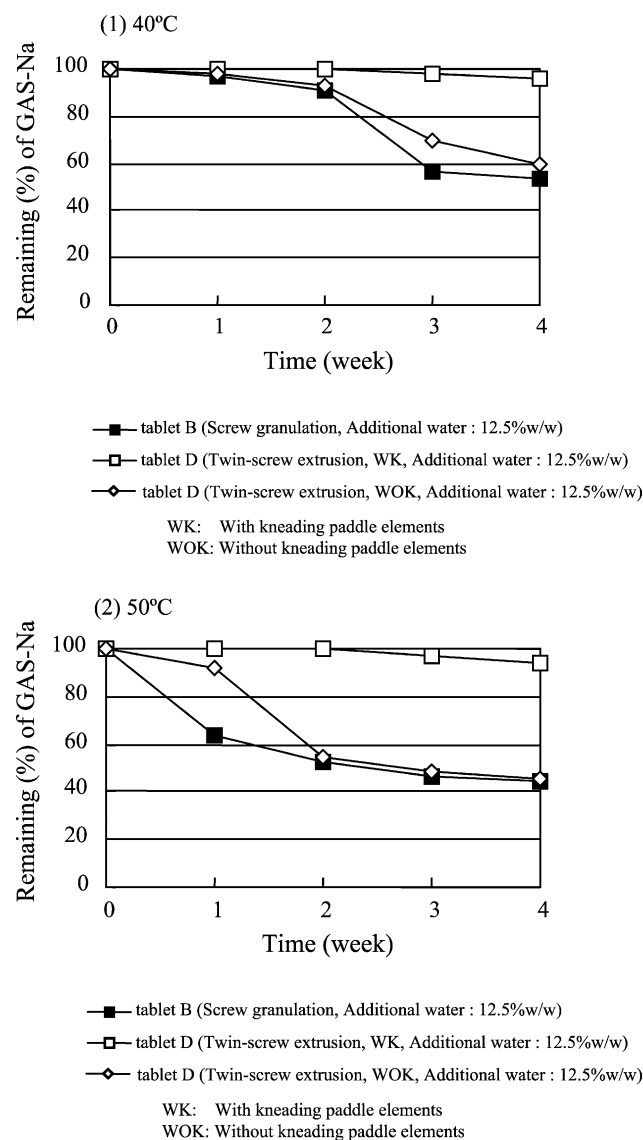 (1) 40ºC
Remaining (%) of GAS-Na
100
80
60
40
20
0
0 1 2 3 4
Time (week)
tablet B (Screw granulation, Additional water : 12.5%w/w)
tablet D (Twin-screw extrusion, WK, Additional water : 12.5%w/w)
tablet D (Twin-screw extrusion, WOK, Additional water : 12.5%w/w)
WK: With kneading paddle elements
WOK: Without kneading paddle elements
(2) 50ºC
Remaining (%) of GAS-Na
100
80
60
40
20
0
0 1 2 3 4
Time (week)
tablet B (Screw granulation, Additional water : 12.5%w/w)
tablet D (Twin-screw extrusion, WK, Additional water : 12.5%w/w)
tablet D (Twin-screw extrusion, WOK, Additional water : 12.5%w/w)
WK: With kneading paddle elements
WOK: Without kneading paddle elements